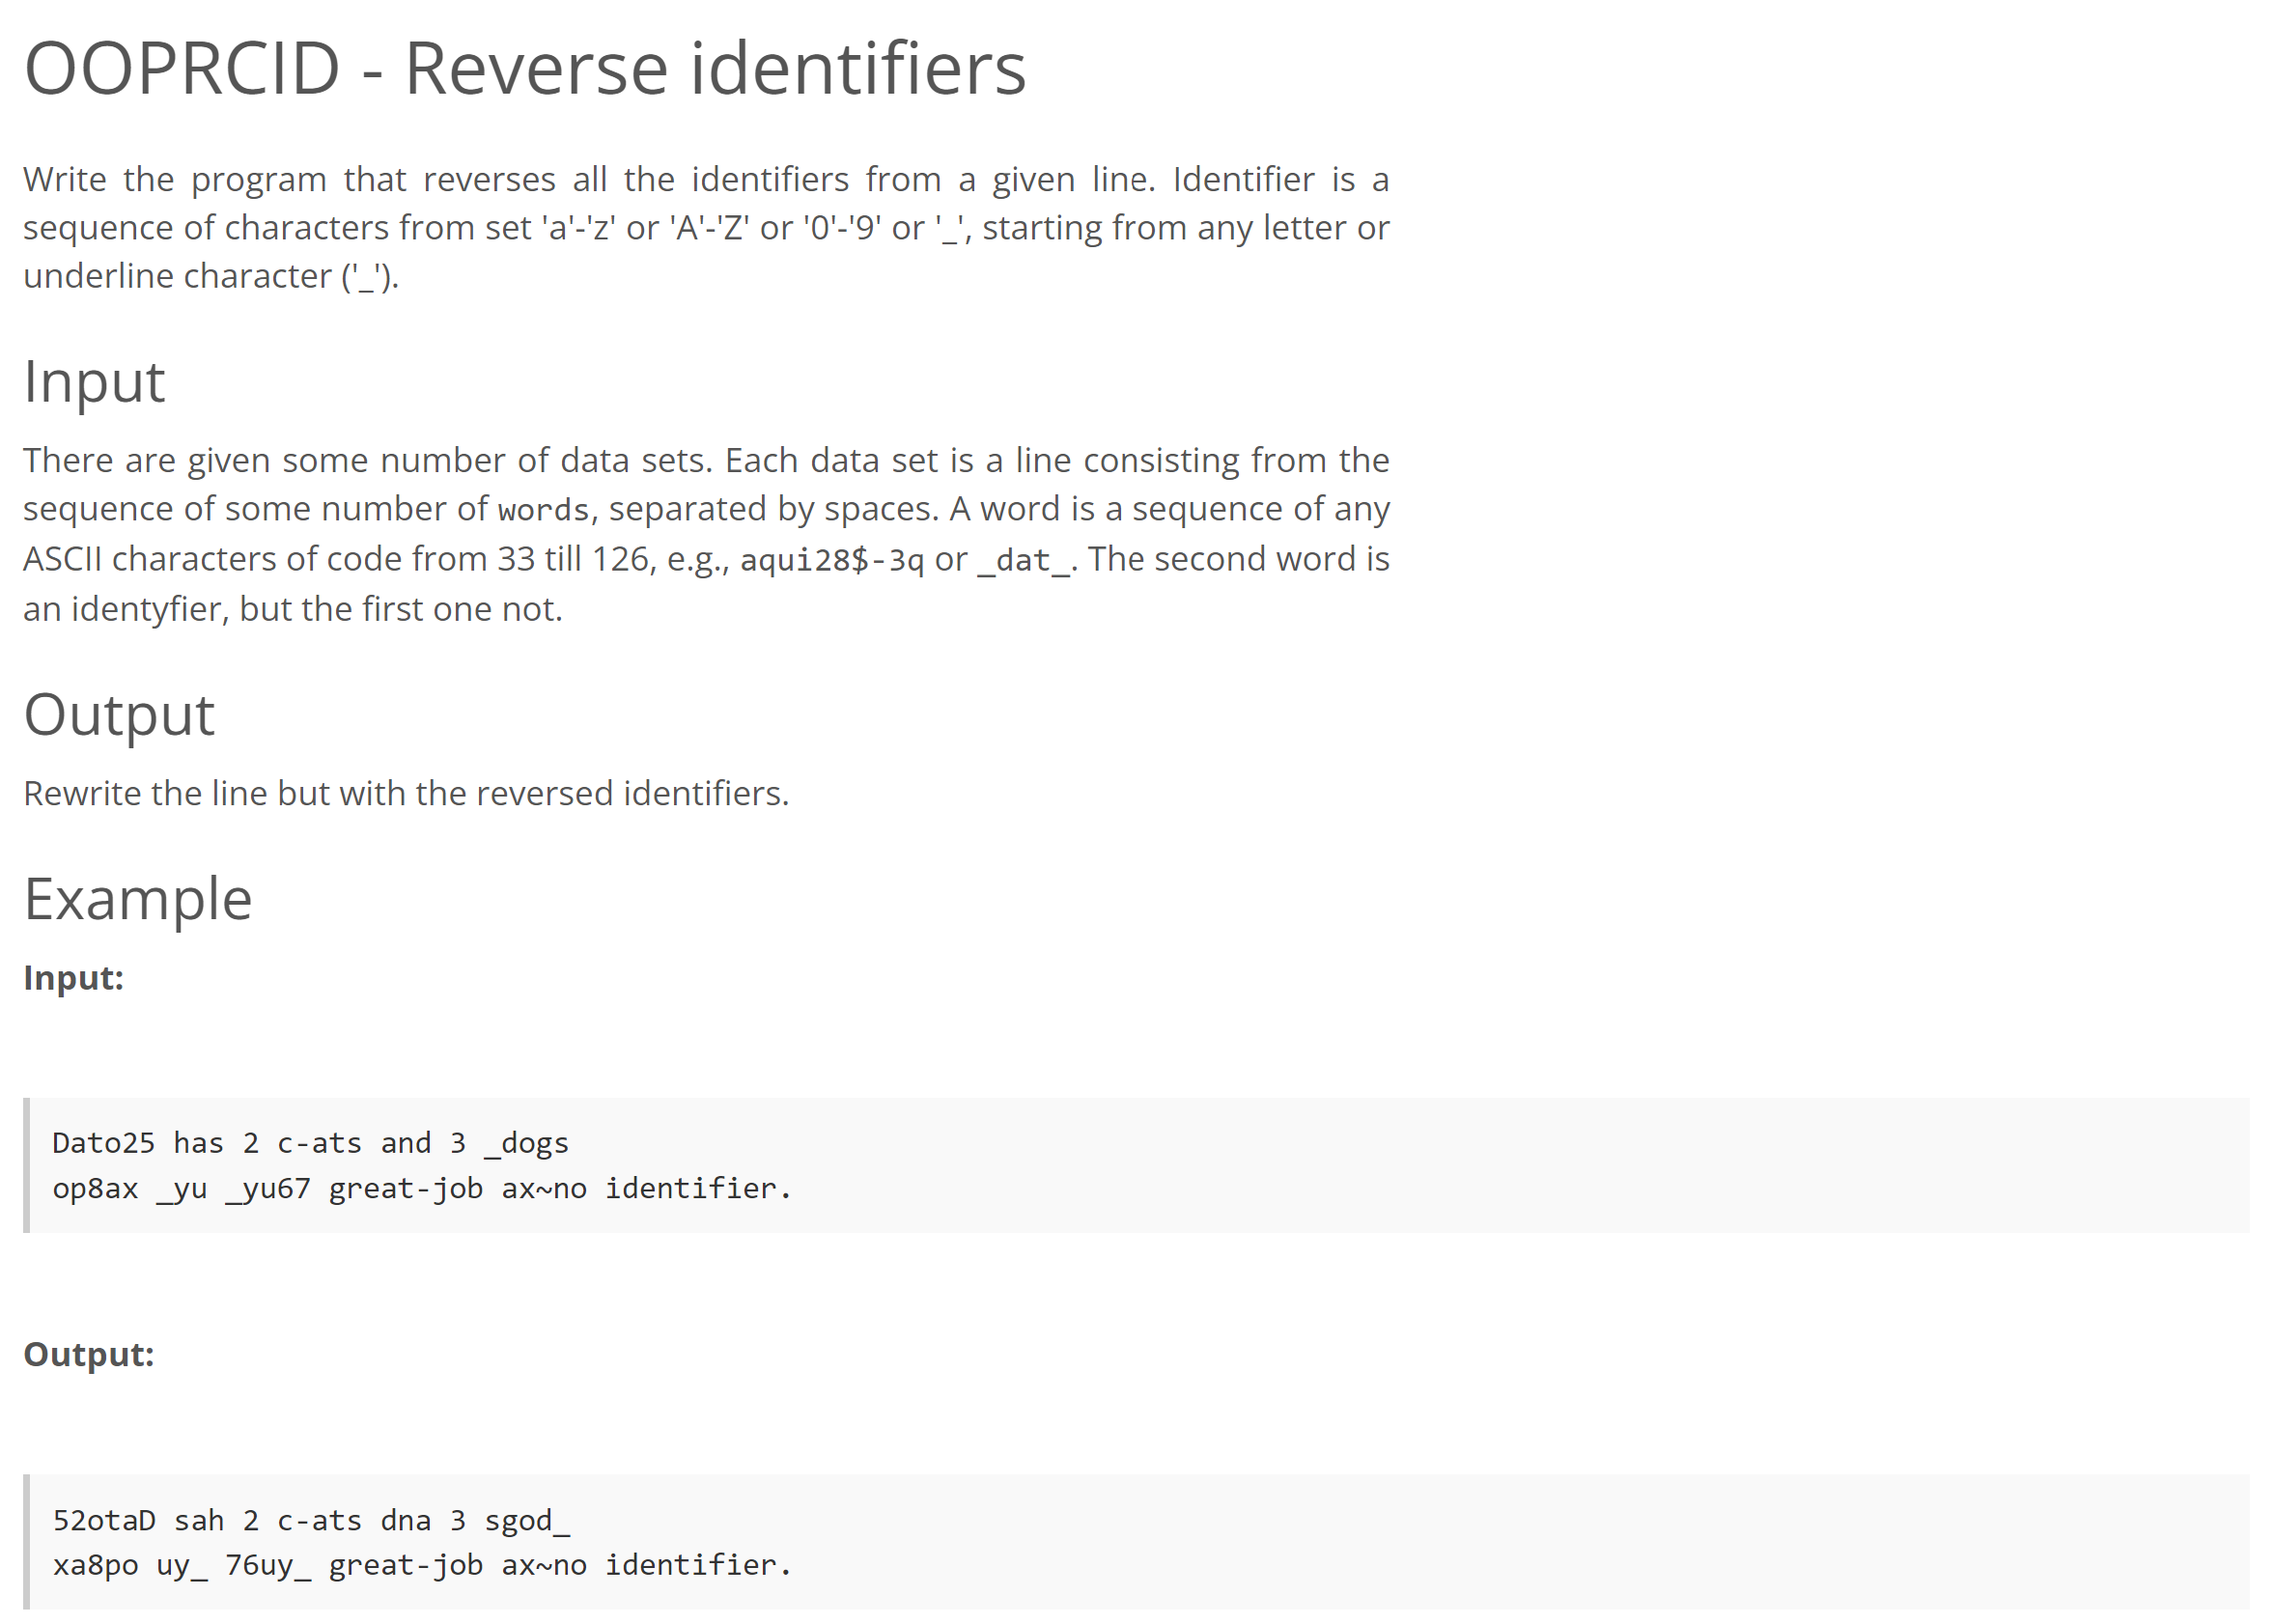 OOPRCID - Reverse identifiers
Write the program that reverses all the identifiers from a given line. Identifier is a
sequence of characters from set 'a'-'z' or 'A'-'Z' or '0'-'9' or '_', starting from any letter or
underline character ('_').
Input
There are given some number of data sets. Each data set is a line consisting from the
sequence of some number of words, separated by spaces. A word is a sequence of any
ASCII characters of code from 33 till 126, e.g., aqui28$-3q or _dat_. The second word is
an identyfier, but the first one not.
Output
Rewrite the line but with the reversed identifiers.
Example
Input:
Dato25 has 2 c-ats and 3 _dogs
op8ax _yu _yu67 great-job ax~no identifier.
Output:
52otaD sah 2 c-ats dna 3 sgod_
xa8po uy_ 76uy_ great-job ax~no identifier.